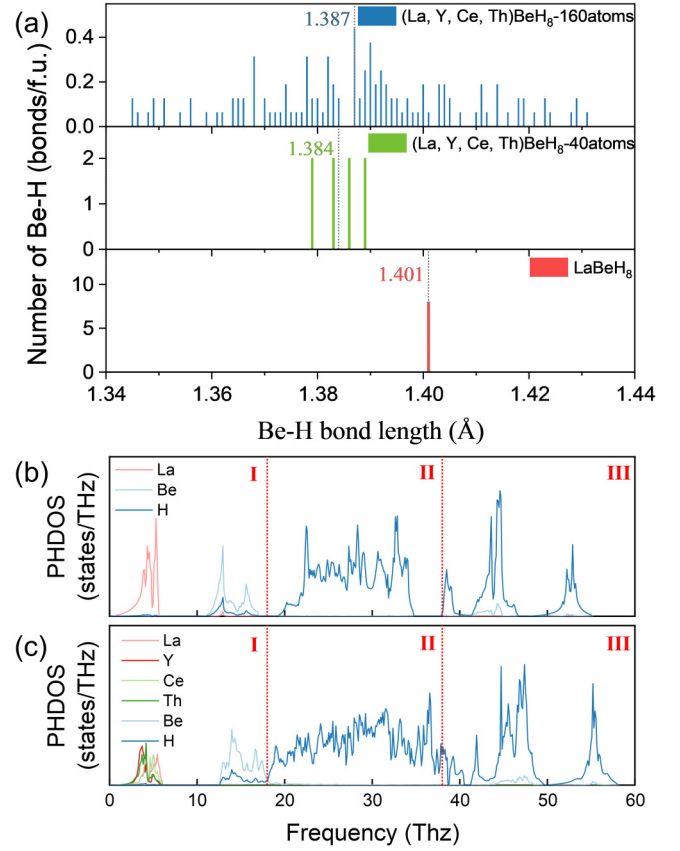 (a)
1.387
(La, Y, Ce, Th)BeH₈-160atoms
0.4
0.2
0.0
1.384
(La, Y, Ce, Th)BeH₈-40atoms
2
1
0
1.401
LaBeH₈
10
5
0
Number of Be-H (bonds/f.u.)
1.34 1.36 1.38 1.40 1.42 1.44
Be-H bond length (Å)
(b)
La
Be
H
I II III
PHDOS
(states/THz)
(c)
La
Y
Ce
Th
Be
H
I II III
PHDOS
(states/THz)
0 10 20 30 40 50 60
Frequency (Thz)